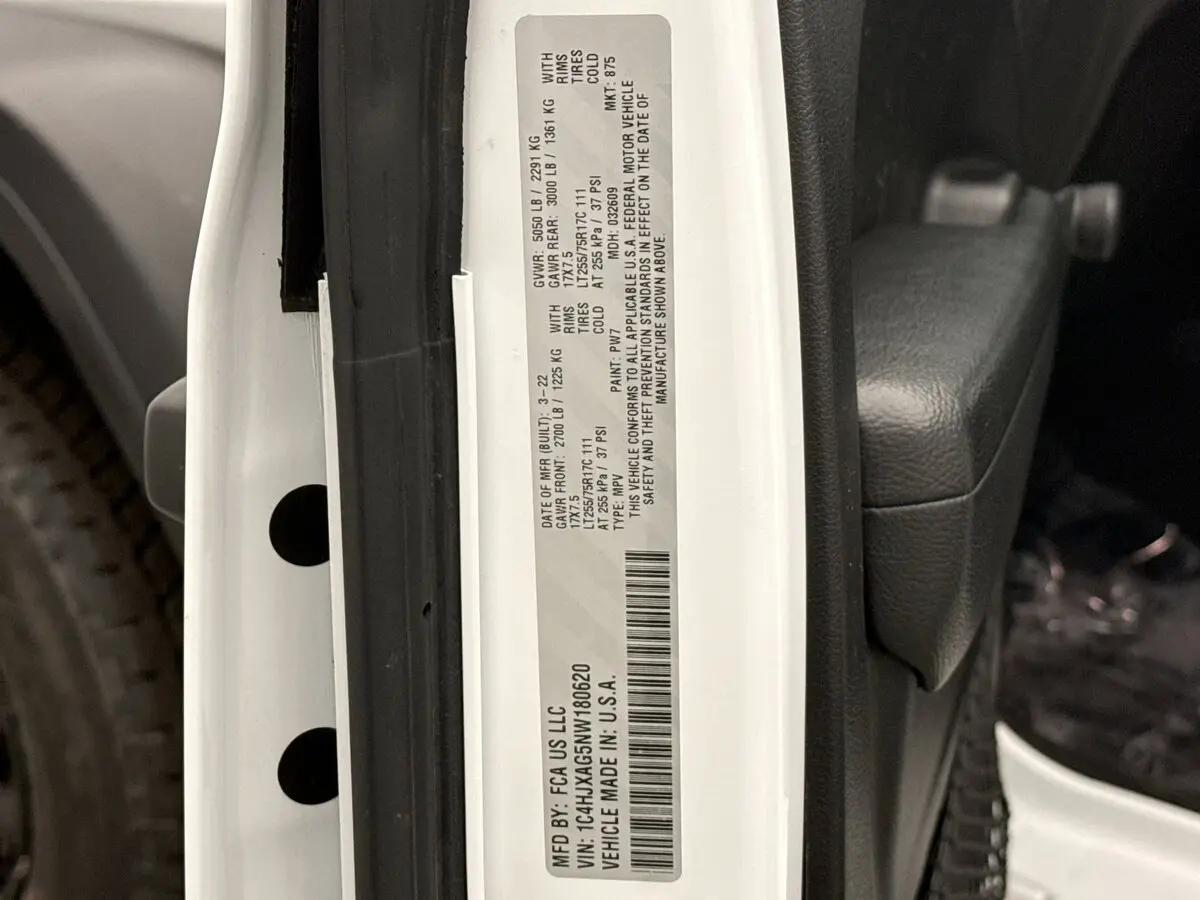 MFD BY: FCA US LLC
VIN: 1C4HJXAG5NW180620
VEHICLE MADE IN: U.S.A.
DATE OF MFR (BUILT): 3-22
GVWR: 5050 LB / 2291 KG
GAWR FRONT: 2700 LB / 1225 KG WITH
GAWR REAR: 3000 LB / 1361 KG WITH
17X7.5 RIMS
17X7.5 RIMS
LT255/75R17C 111 TIRES
LT255/75R17C 111 TIRES
AT 255 kPa / 37 PSI COLD
AT 255 kPa / 37 PSI COLD
TYPE: MPV PAINT: PW7 MDH: 032609 MKT: 875
THIS VEHICLE CONFORMS TO ALL APPLICABLE U.S.A. FEDERAL MOTOR VEHICLE
SAFETY AND THEFT PREVENTION STANDARDS IN EFFECT ON THE DATE OF
MANUFACTURE SHOWN ABOVE.